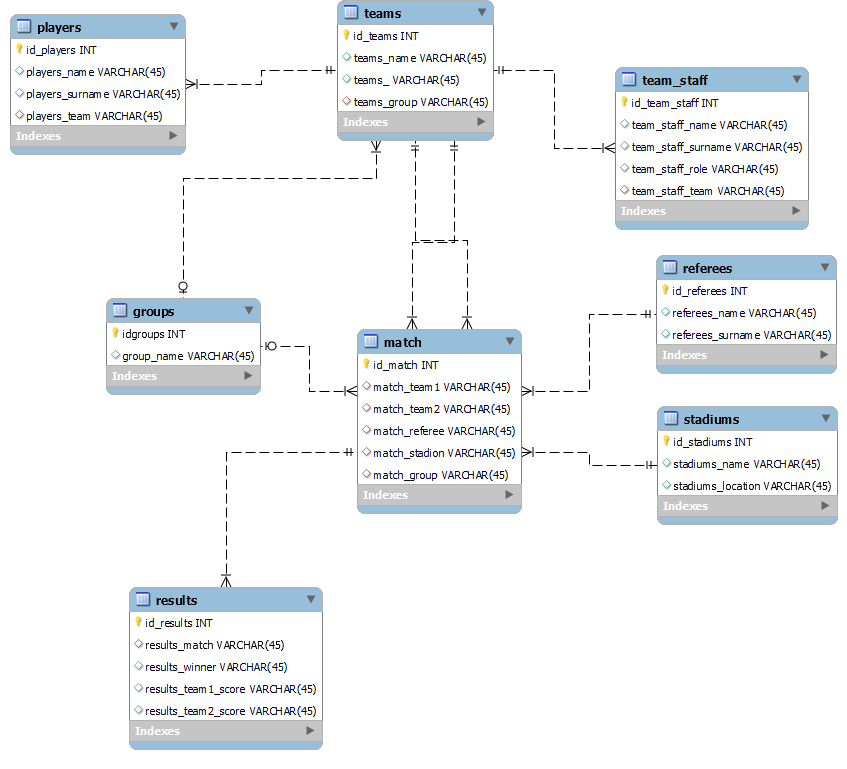 players
id_players INT
players_name VARCHAR(45)
players_surname VARCHAR(45)
players_team VARCHAR(45)
Indexes
teams
id_teams INT
teams_name VARCHAR(45)
teams_ VARCHAR(45)
teams_group VARCHAR(45)
Indexes
team_staff
id_team_staff INT
team_staff_name VARCHAR(45)
team_staff_surname VARCHAR(45)
team_staff_role VARCHAR(45)
team_staff_team VARCHAR(45)
Indexes
groups
idgroups INT
group_name VARCHAR(45)
Indexes
match
id_match INT
match_team1 VARCHAR(45)
match_team2 VARCHAR(45)
match_referee VARCHAR(45)
match_stadion VARCHAR(45)
match_group VARCHAR(45)
Indexes
referees
id_referees INT
referees_name VARCHAR(45)
referees_surname VARCHAR(45)
Indexes
stadiums
id_stadiums INT
stadiums_name VARCHAR(45)
stadiums_location VARCHAR(45)
Indexes
results
id_results INT
results_match VARCHAR(45)
results_winner VARCHAR(45)
results_team1_score VARCHAR(45)
results_team2_score VARCHAR(45)
Indexes